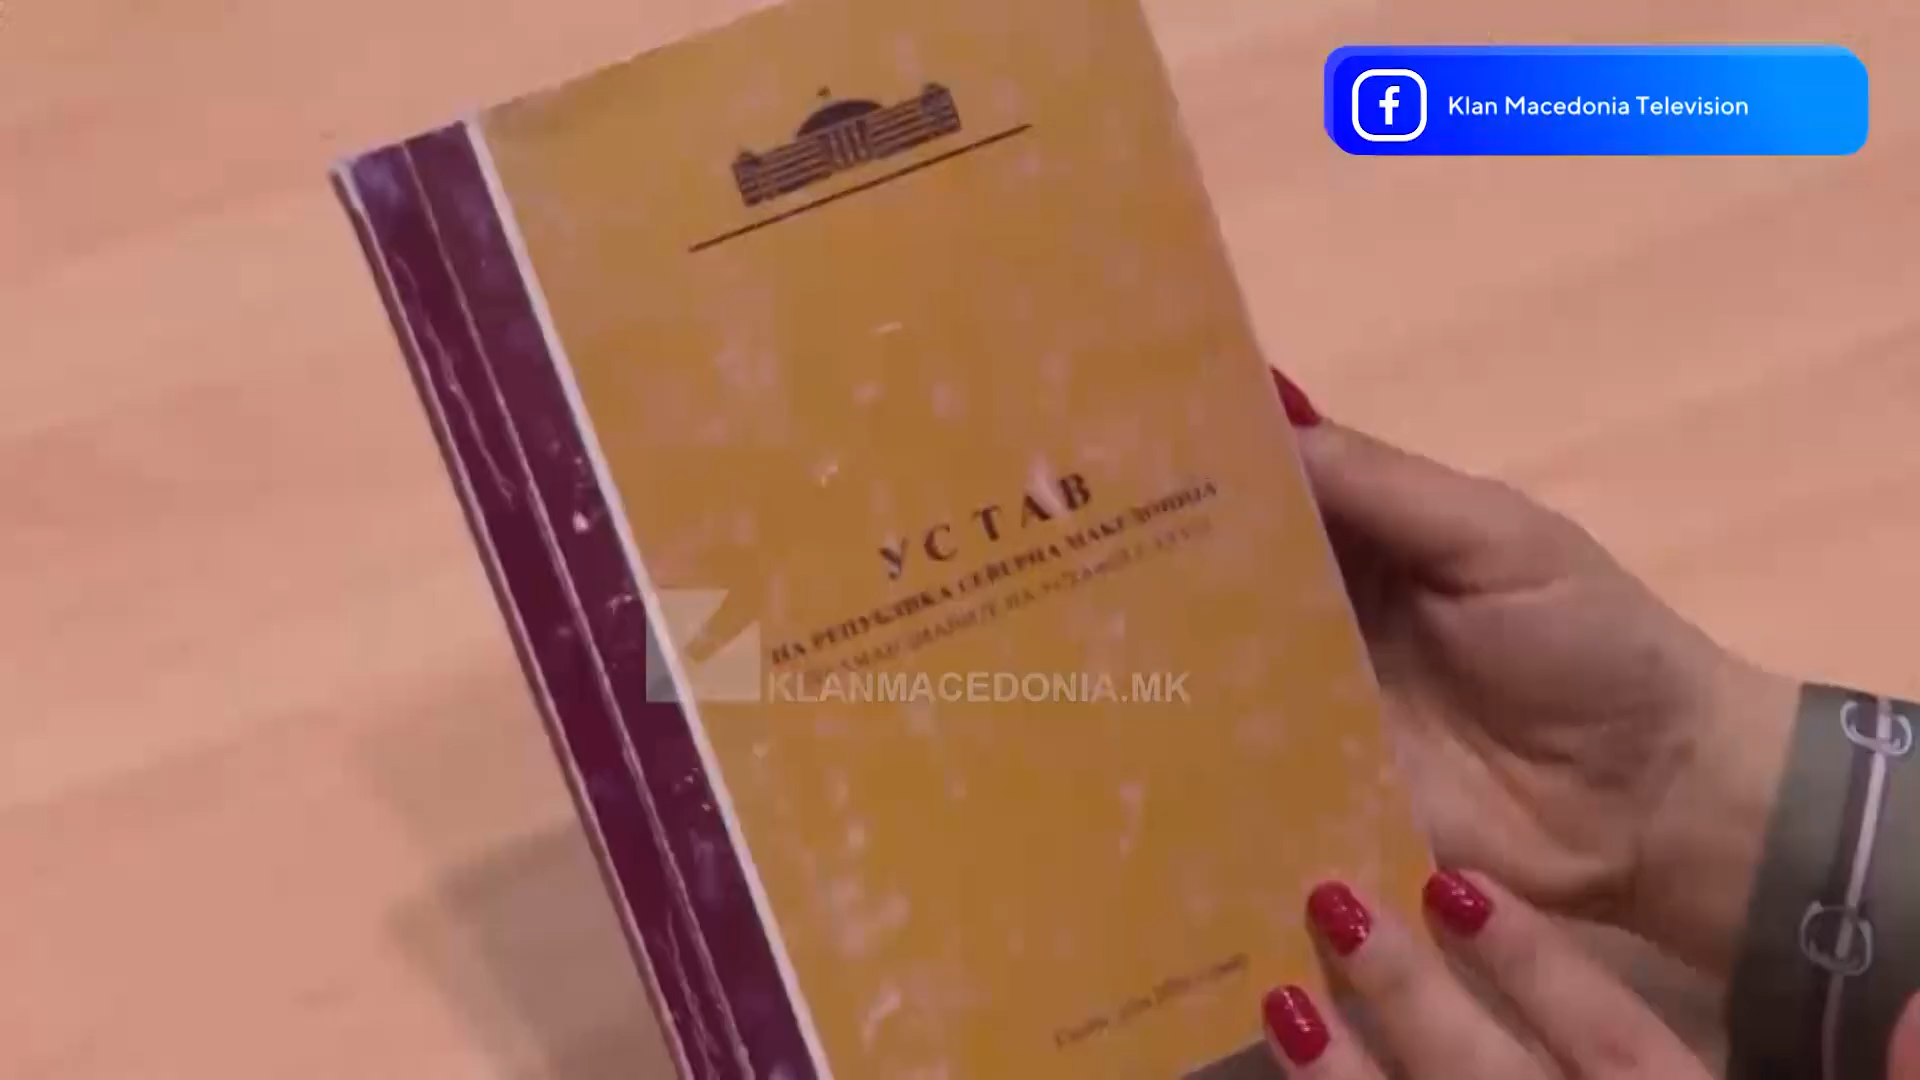 Klan Macedonia Television
УСТАВ
НА РЕПУБЛИКА СЕВЕРНА МАКЕДОНИЈА
KLANMACEDONIA.MK